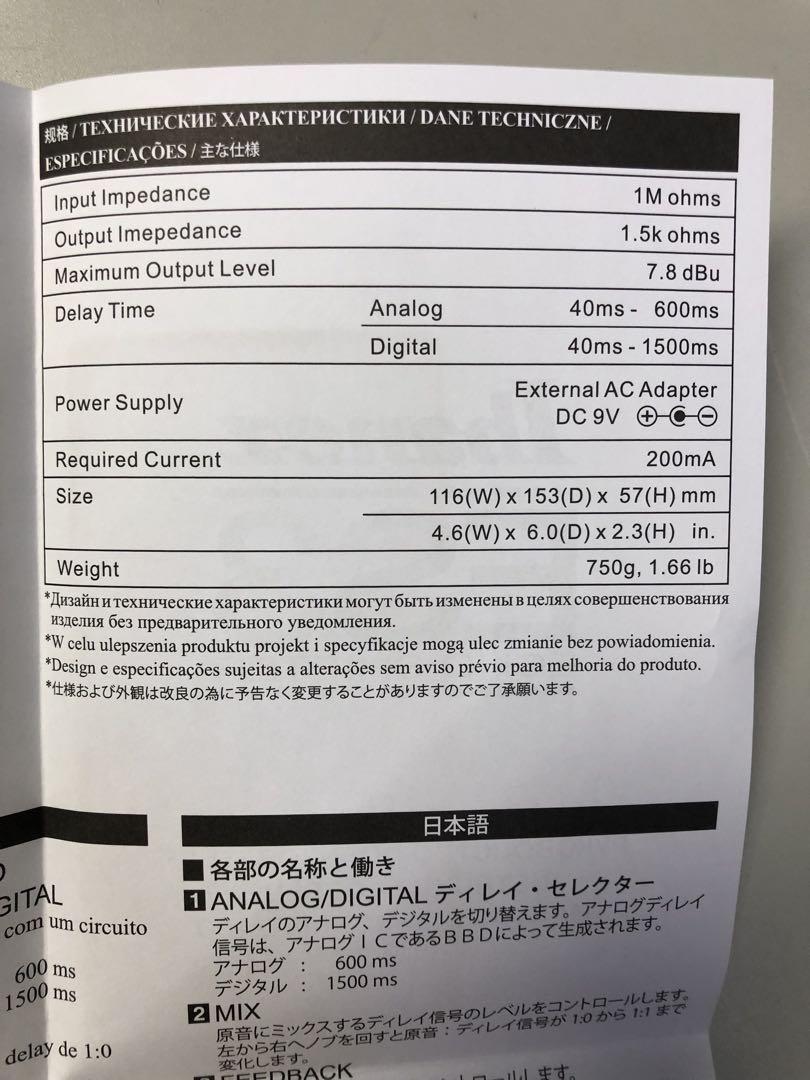 规格 / ТЕХНИЧЕСКИЕ ХАРАКТЕРИСТИКИ / DANE TECHNICZNE /
ESPECIFICAÇÕES / 主な仕様
Input Impedance 1M ohms
Output Imepedance 1.5k ohms
Maximum Output Level 7.8 dBu
Delay Time Analog 40ms - 600ms
Digital 40ms - 1500ms
Power Supply External AC Adapter
DC 9V
Required Current 200mA
Size 116(W) x 153(D) x 57(H) mm
4.6(W) x 6.0(D) x 2.3(H) in.
Weight 750g, 1.66 lb
*Дизайн и технические характеристики могут быть изменены в целях совершенствования
изделия без предварительного уведомления.
*W celu ulepszenia produktu projekt i specyfikacje mogą ulec zmianie bez powiadomienia.
*Design e especificações sujeitas a alterações sem aviso prévio para melhoria do produto.
*仕様および外観は改良の為に予告なく変更することがありますのでご了承願います。
GITAL
com um circuito
600 ms
1500 ms
delay de 1:0
日本語
■ 各部の名称と働き
1 ANALOG/DIGITAL ディレイ・セレクター
ディレイのアナログ、デジタルを切り替えます。アナログディレイ
信号は、アナログＩＣであるＢＢＤによって生成されます。
アナログ : 600 ms
デジタル : 1500 ms
2 MIX
原音にミックスするディレイ信号のレベルをコントロールします。
左から右へノブを回すと原音：ディレイ信号が 1:0 から 1:1 まで
変化します。
FEEDBACK